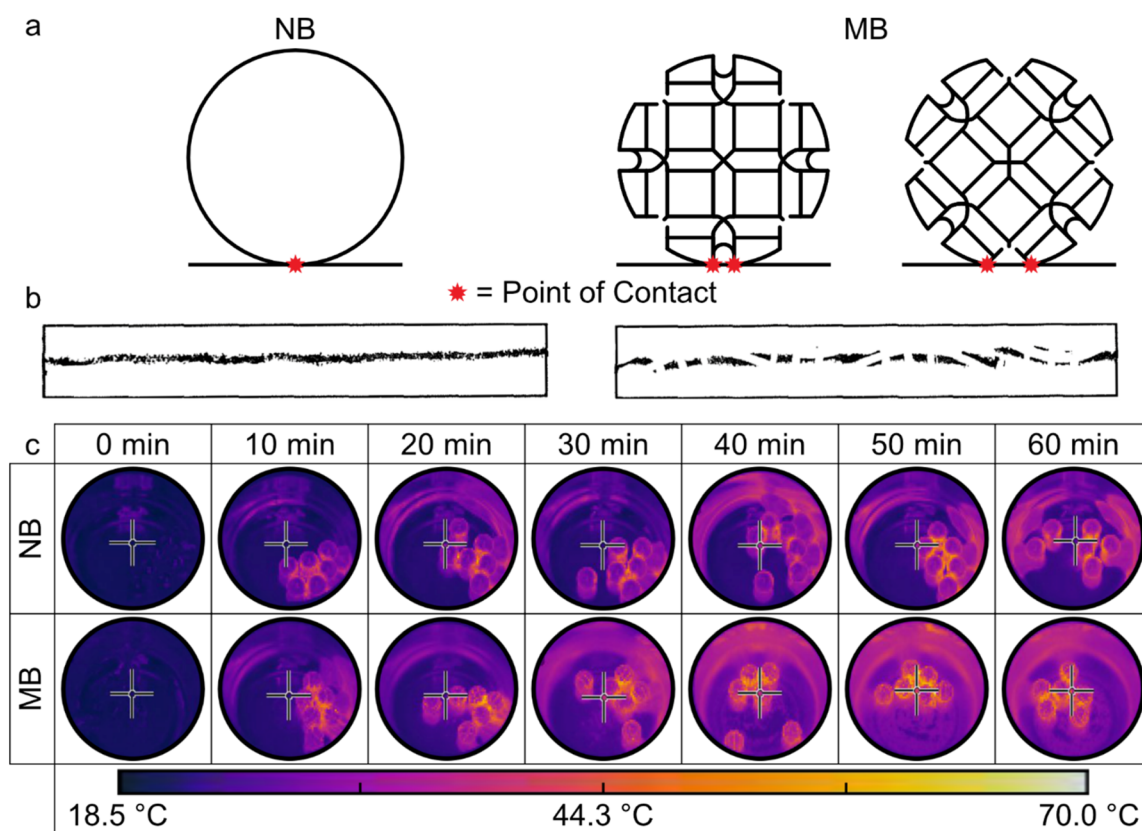 a
NB
MB
= Point of Contact
b
c 0 min 10 min 20 min 30 min 40 min 50 min 60 min
NB
MB
18.5 °C 44.3 °C 70.0 °C